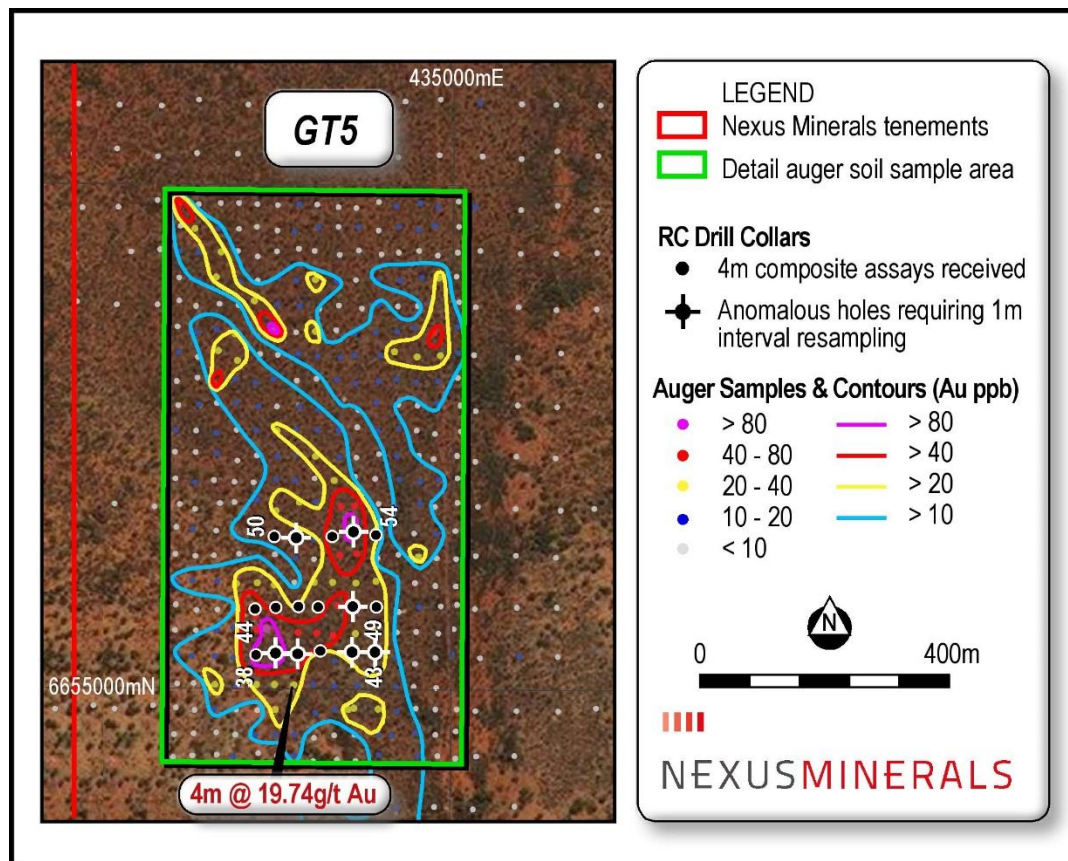 435000mE
GT5
50
54
44
49
38
43
6655000mN
4m @ 19.74g/t Au
LEGEND
Nexus Minerals tenements
Detail auger soil sample area
RC Drill Collars
4m composite assays received
Anomalous holes requiring 1m
interval resampling
Auger Samples & Contours (Au ppb)
> 80 > 80
40 - 80 > 40
20 - 40 > 20
10 - 20 > 10
< 10
N
0 400m
NEXUSMINERALS